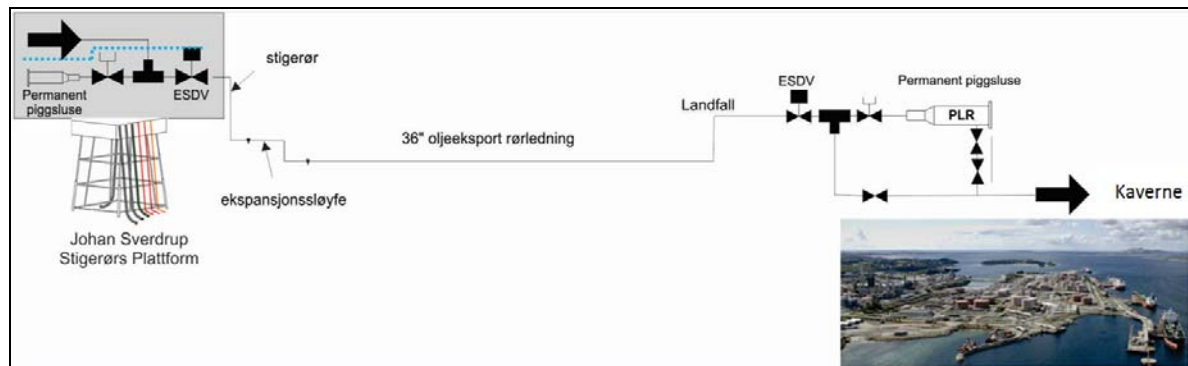 Permanent
piggsluse
ESDV
stigerør
36" oljeeksport rørledning
ekspansjonssløyfe
Johan Sverdrup
Stigerørs Plattform
Landfall
ESDV
Permanent piggsluse
PLR
Kaverne